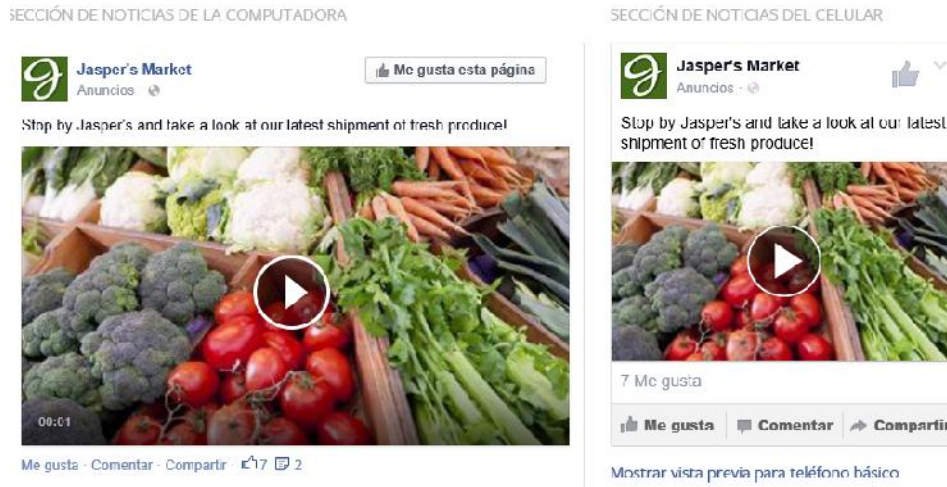 SECCIÓN DE NOTICIAS DE LA COMPUTADORA
Jasper's Market
Anuncios
Me gusta esta página
Stop by Jasper's and take a look at our latest shipment of fresh produce!
00:01
Me gusta · Comentar · Compartir · 7 2
SECCIÓN DE NOTICIAS DEL CELULAR
Jasper's Market
Anuncios ·
Stop by Jasper's and take a look at our latest
shipment of fresh produce!
7 Me gusta
Me gusta Comentar Compartir
Mostrar vista previa para teléfono básico